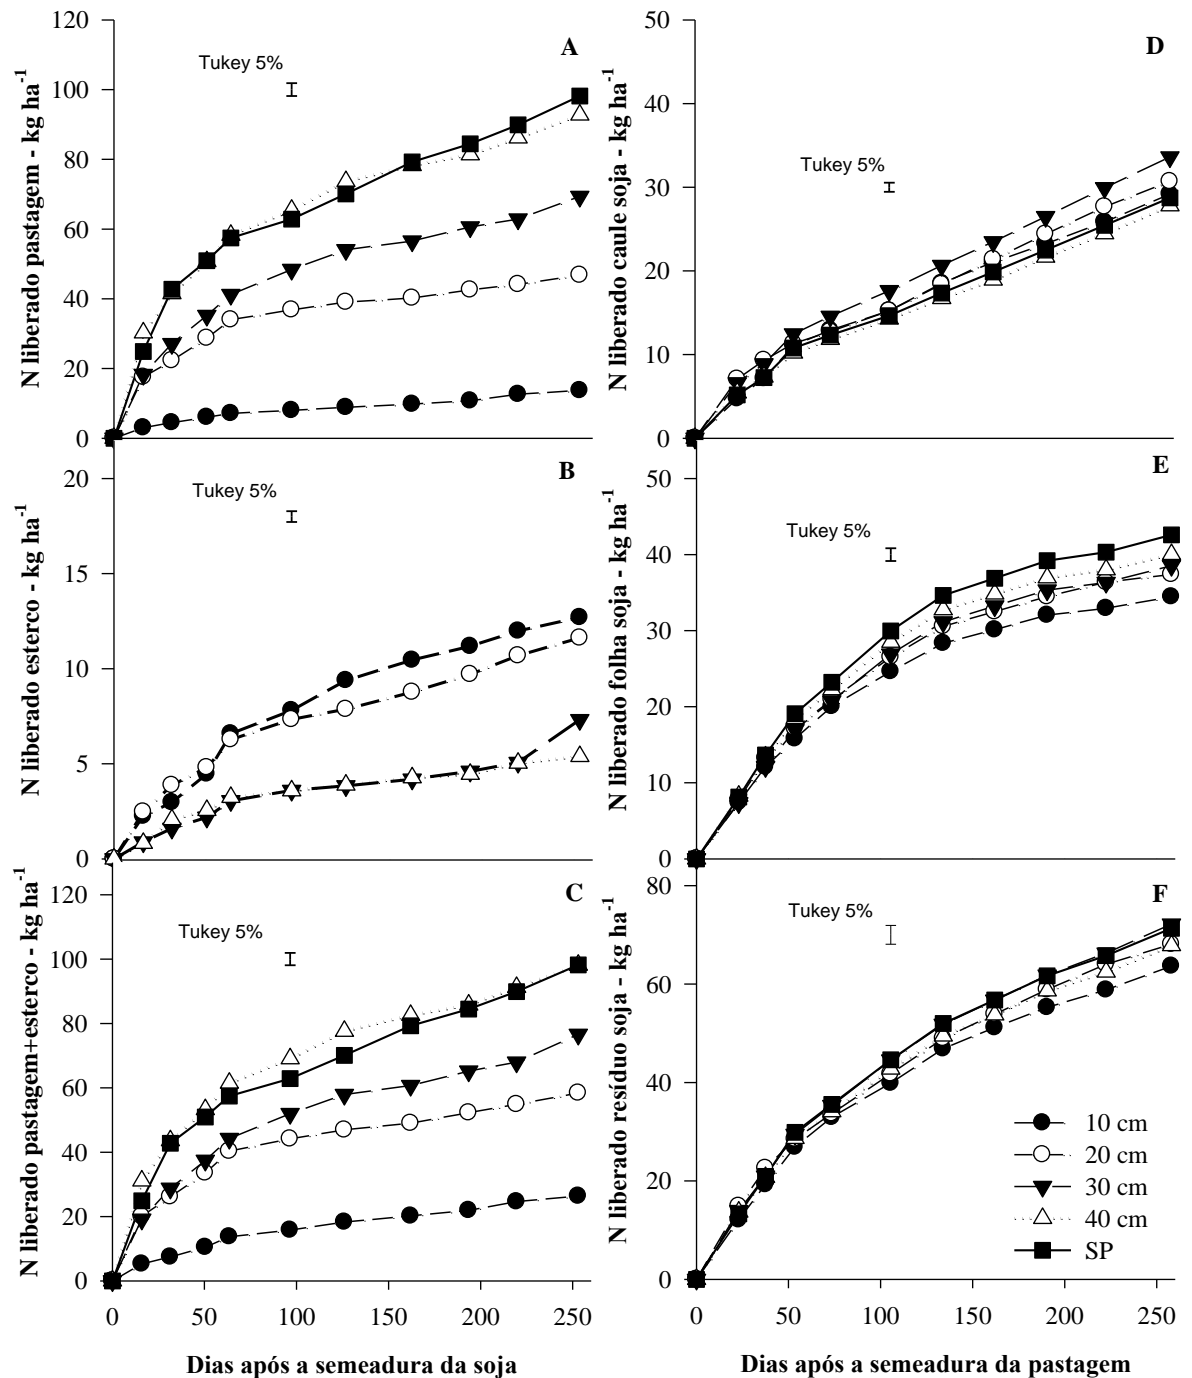 A
N liberado pastagem - kg ha-1
Tukey 5%
120
100
80
60
40
20
0
D
N liberado caule soja - kg ha-1
Tukey 5%
50
40
30
20
10
0
B
N liberado esterco - kg ha-1
Tukey 5%
20
15
10
5
0
E
N liberado folha soja - kg ha-1
Tukey 5%
50
40
30
20
10
0
C
N liberado pastagem+esterco - kg ha-1
Tukey 5%
120
100
80
60
40
20
0
0 50 100 150 200 250
Dias após a semeadura da soja
F
N liberado resíduo soja - kg ha-1
Tukey 5%
80
60
40
20
0
10 cm
20 cm
30 cm
40 cm
SP
0 50 100 150 200 250
Dias após a semeadura da pastagem